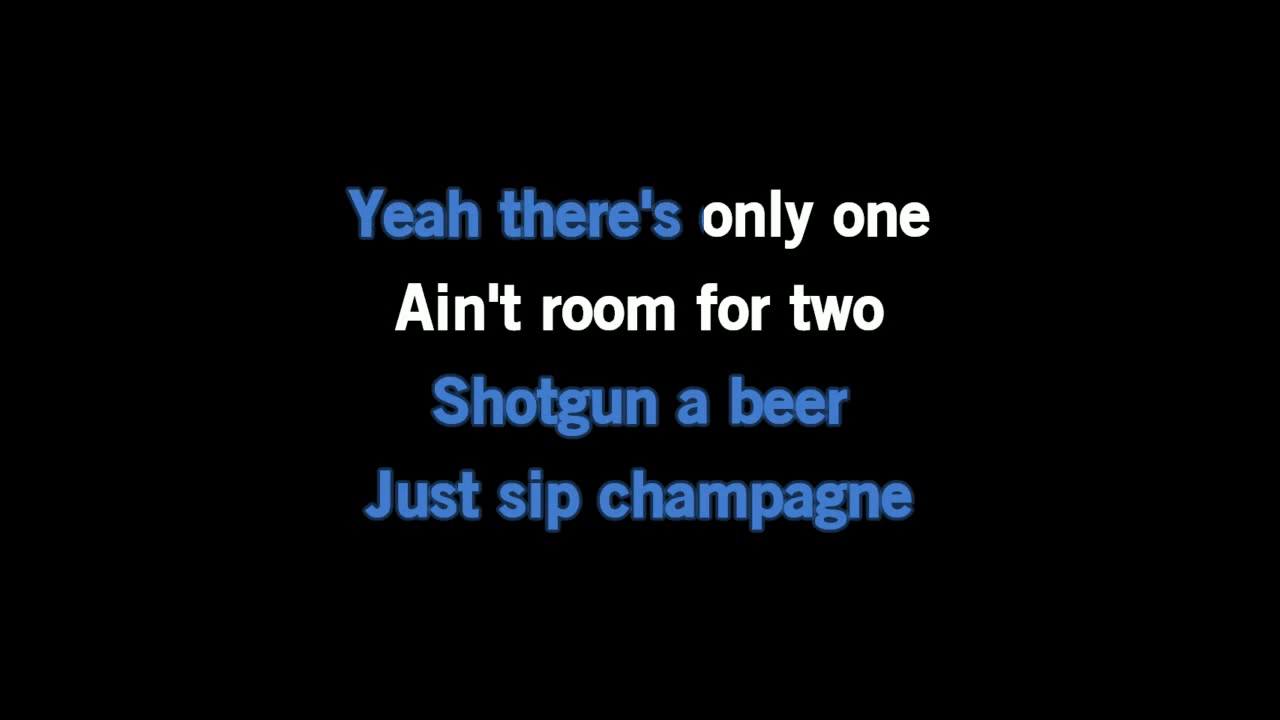 Yeah there's only one
Ain't room for two
Shotgun a beer
Just sip champagne